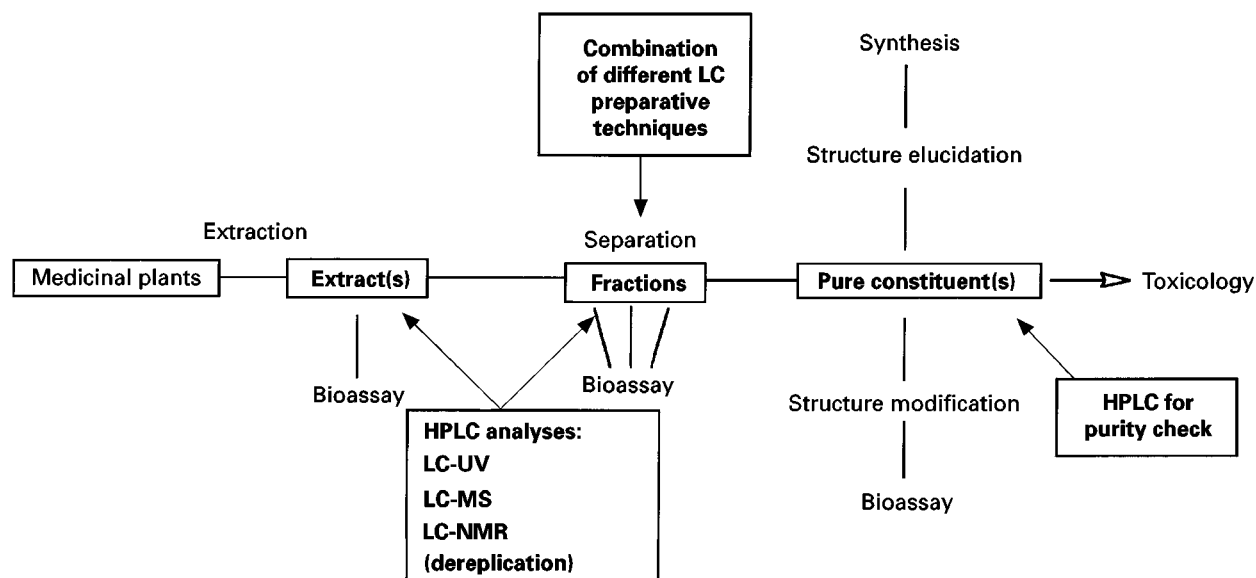 Combination
of different LC
preparative
techniques
Synthesis
Structure elucidation
Extraction
Separation
Medicinal plants
Extract(s)
Fractions
Pure constituent(s)
Toxicology
Bioassay
Bioassay
Structure modification
HPLC for
purity check
HPLC analyses:
LC-UV
LC-MS
LC-NMR
(dereplication)
Bioassay